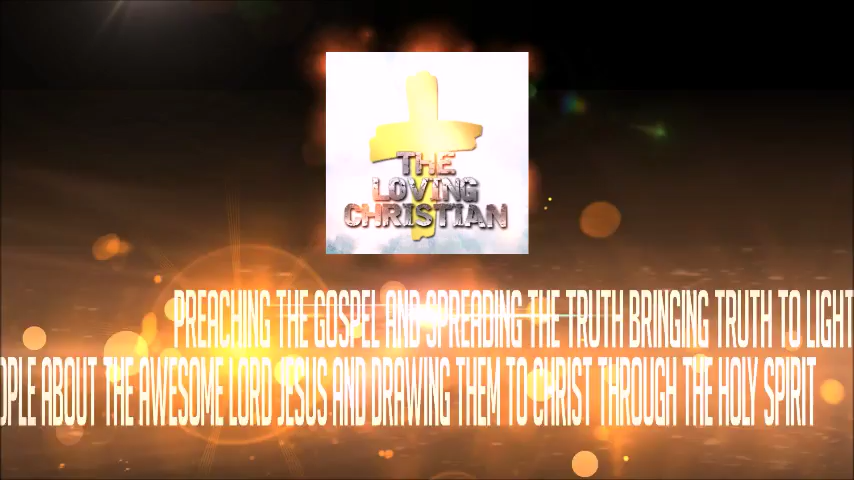 THE
LOVING
CHRISTIAN
PREACHING THE GOSPEL AND SPREADING THE TRUTH BRINGING TRUTH TO LIGHT
OPLE ABOUT THE AWESOME LORD JESUS AND DRAWING THEM TO CHRIST THROUGH THE HOLY SPIRIT